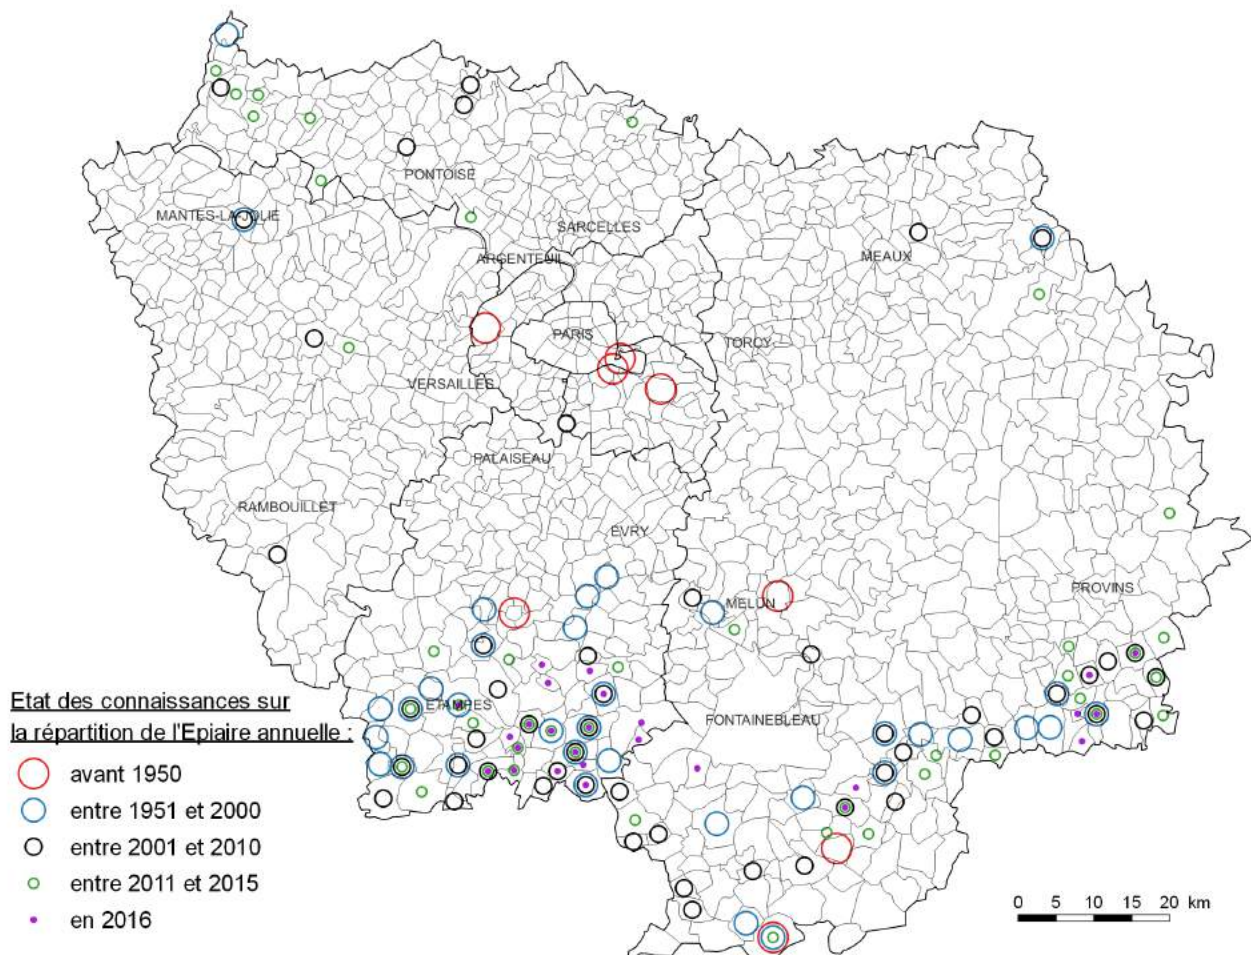 PONTOISE
MANTES-LA-JOLIE
SARCELLES
ARGENTEUIL
MEAUX
PARIS
TORCY
VERSAILLES
PALAISEAU
RAMBOUILLET
EVRY
PROVINS
MELUN
ETAMPES
FONTAINEBLEAU
Etat des connaissances sur
la répartition de l'Epiaire annuelle :
avant 1950
entre 1951 et 2000
entre 2001 et 2010
entre 2011 et 2015
en 2016
0 5 10 15 20 km